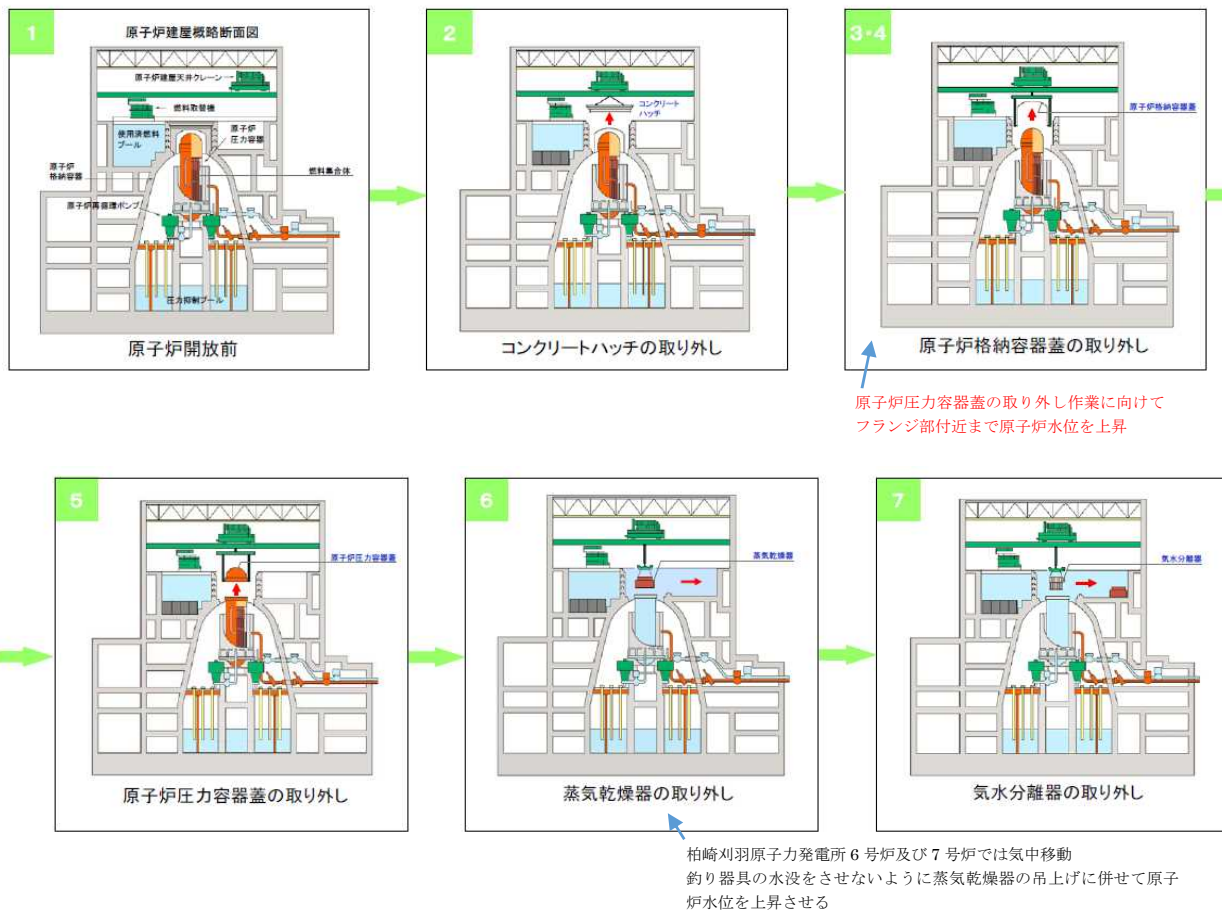 1
原子炉建屋概略断面図
原子炉建屋天井クレーン
燃料取替機
使用済燃料
プール
原子炉
圧力容器
原子炉
格納容器
燃料集合体
原子炉再循環ポンプ
圧力抑制プール
原子炉開放前
2
コンクリート
ハッチ
コンクリートハッチの取り外し
3・4
原子炉格納容器蓋
原子炉格納容器蓋の取り外し
原子炉圧力容器蓋の取り外し作業に向けて
フランジ部付近まで原子炉水位を上昇
5
原子炉圧力容器蓋
原子炉圧力容器蓋の取り外し
6
蒸気乾燥器
蒸気乾燥器の取り外し
7
気水分離器
気水分離器の取り外し
柏崎刈羽原子力発電所 6 号炉及び 7 号炉では気中移動
釣り器具の水没をさせないように蒸気乾燥器の吊上げに併せて原子
炉水位を上昇させる